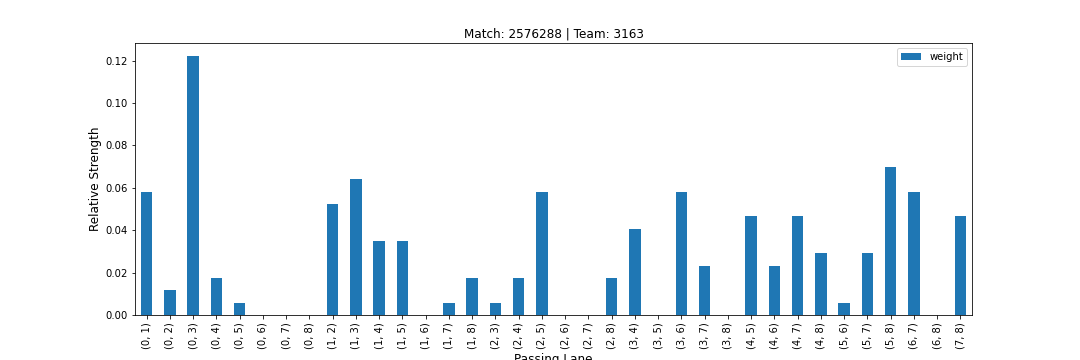 Match: 2576288 | Team: 3163
weight
Relative Strength
0.12
0.10
0.08
0.06
0.04
0.02
0.00
(0, 1) (0, 2) (0, 3) (0, 4) (0, 5) (0, 6) (0, 7) (0, 8) (1, 2) (1, 3) (1, 4) (1, 5) (1, 6) (1, 7) (1, 8) (2, 3) (2, 4) (2, 5) (2, 6) (2, 7) (2, 8) (3, 4) (3, 5) (3, 6) (3, 7) (3, 8) (4, 5) (4, 6) (4, 7) (4, 8) (5, 6) (5, 7) (5, 8) (6, 7) (6, 8) (7, 8)
Passing Lane